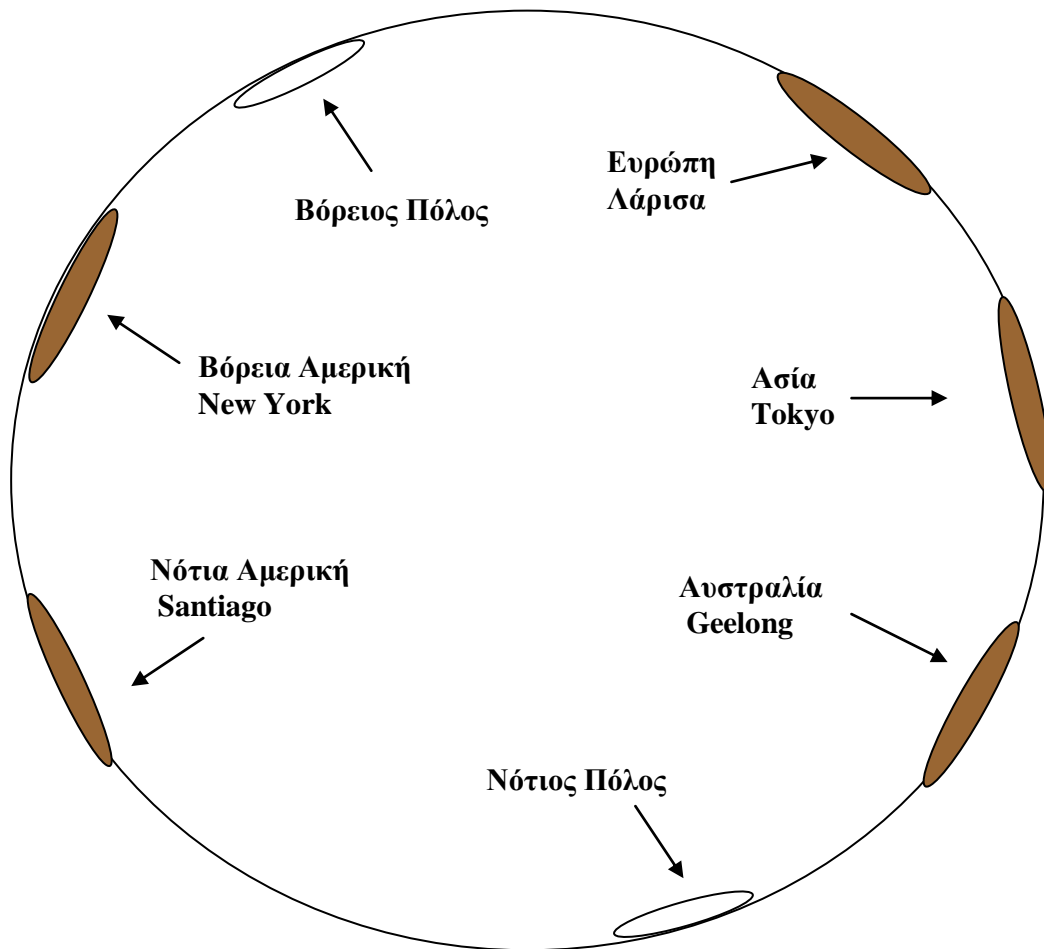 Ευρώπη
Λάρισα
Βόρειος Πόλος
Βόρεια Αμερική
New York
Ασία
Tokyo
Νότια Αμερική
Santiago
Αυστραλία
Geelong
Νότιος Πόλος